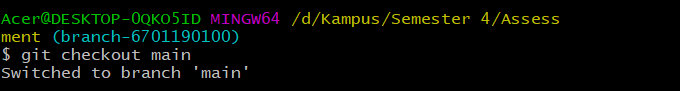 Acer@DESKTOP-0QKO5ID MINGW64 /d/Kampus/Semester 4/Assess
ment (branch-6701190100)
$ git checkout main
Switched to branch 'main'